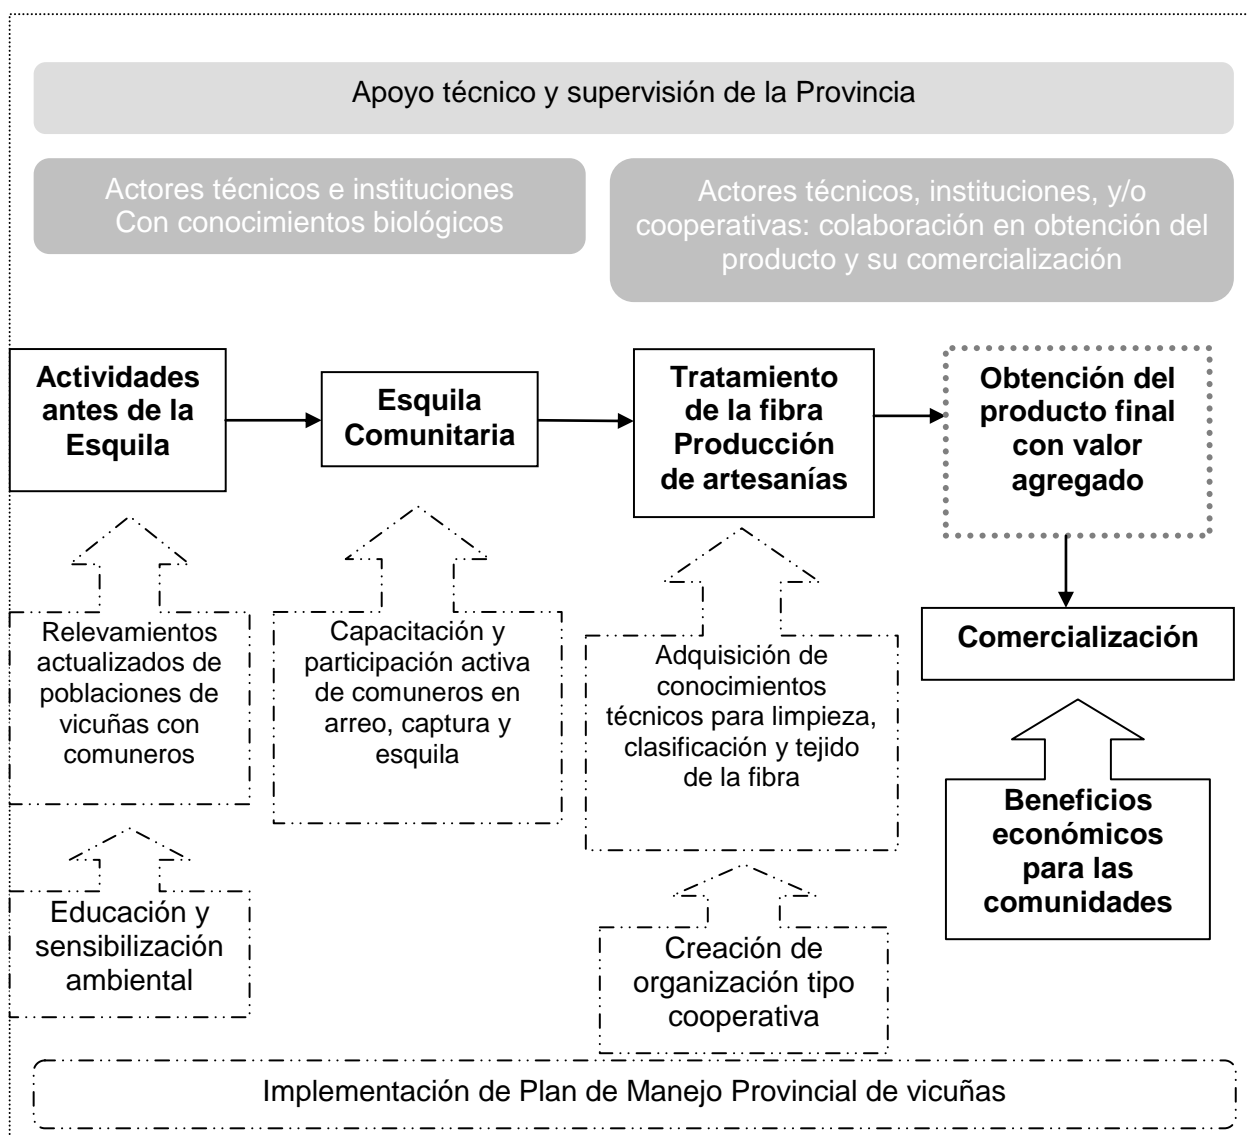 Apoyo técnico y supervisión de la Provincia
Actores técnicos e instituciones
Con conocimientos biológicos
Actores técnicos, instituciones, y/o
cooperativas: colaboración en obtención del
producto y su comercialización
Actividades
antes de la
Esquila
Esquila
Comunitaria
Tratamiento
de la fibra
Producción
de artesanías
Obtención del
producto final
con valor
agregado
Relevamientos
actualizados de
poblaciones de
vicuñas con
comuneros
Capacitación y
participación activa
de comuneros en
arreo, captura y
esquila
Adquisición de
conocimientos
técnicos para limpieza,
clasificación y tejido
de la fibra
Comercialización
Beneficios
económicos
para las
comunidades
Educación y
sensibilización
ambiental
Creación de
organización tipo
cooperativa
Implementación de Plan de Manejo Provincial de vicuñas